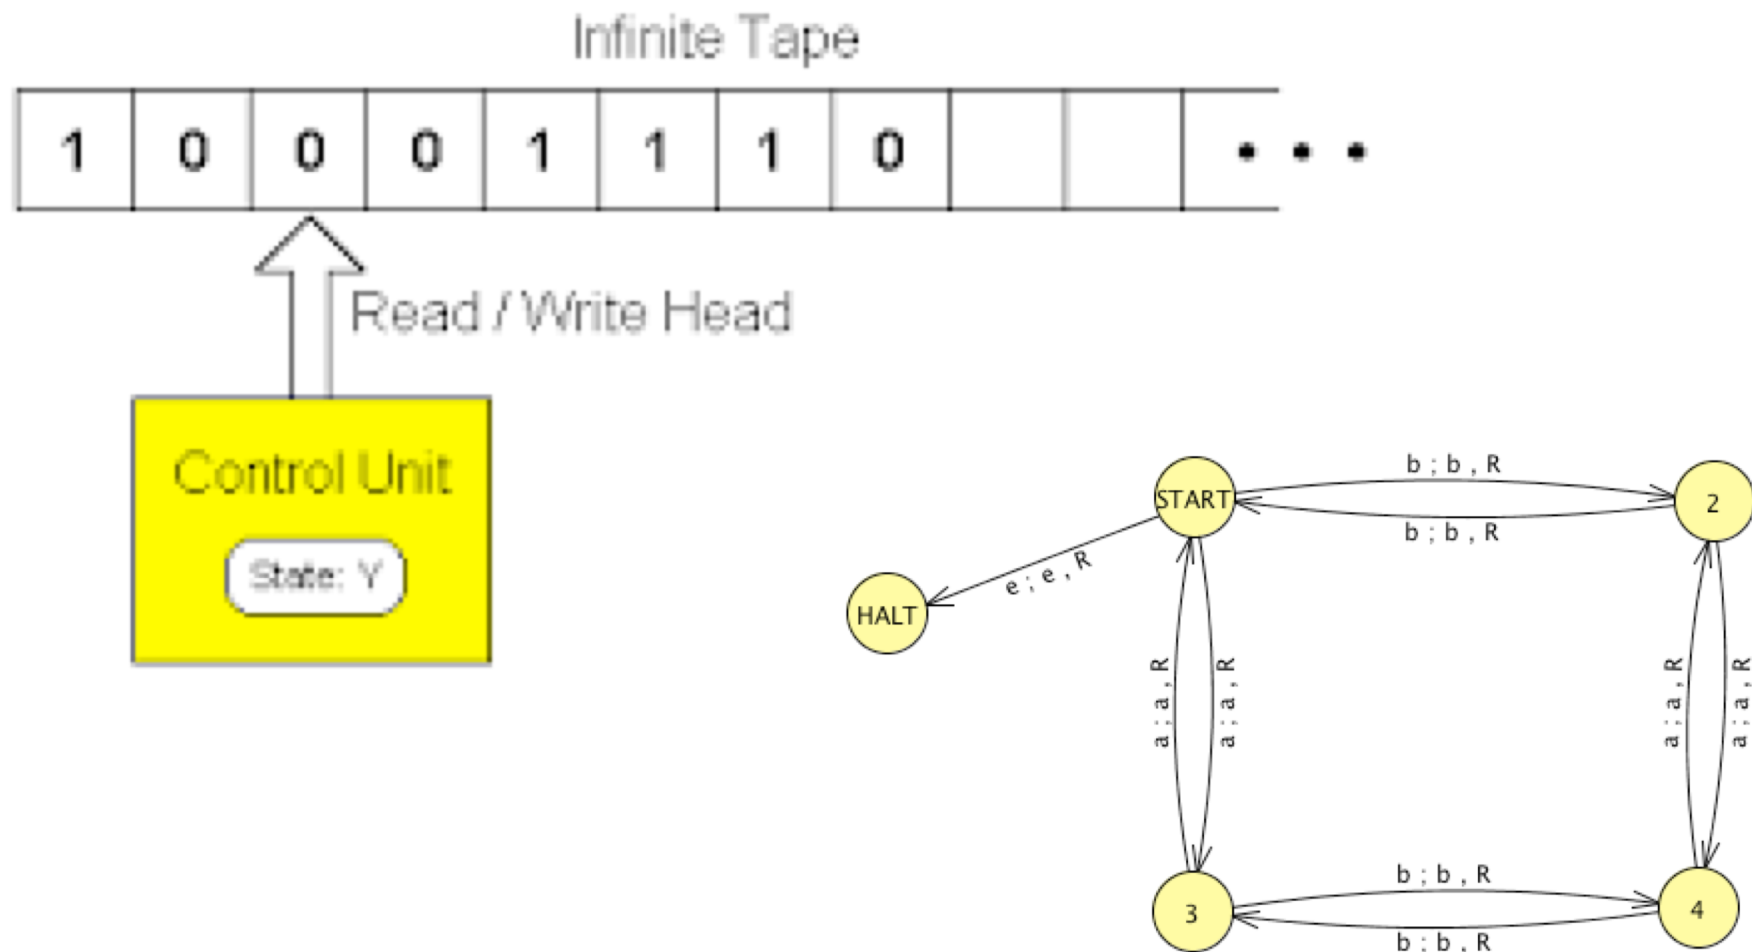 Infinite Tape
1 0 0 0 1 1 1 0 • • •
Read / Write Head
Control Unit
State: Y
b ; b , R
START
2
b ; b , R
e ; e , R
HALT
a ; a , R
a ; a , R
a ; a , R
a ; a , R
b ; b , R
3
4
b ; b , R